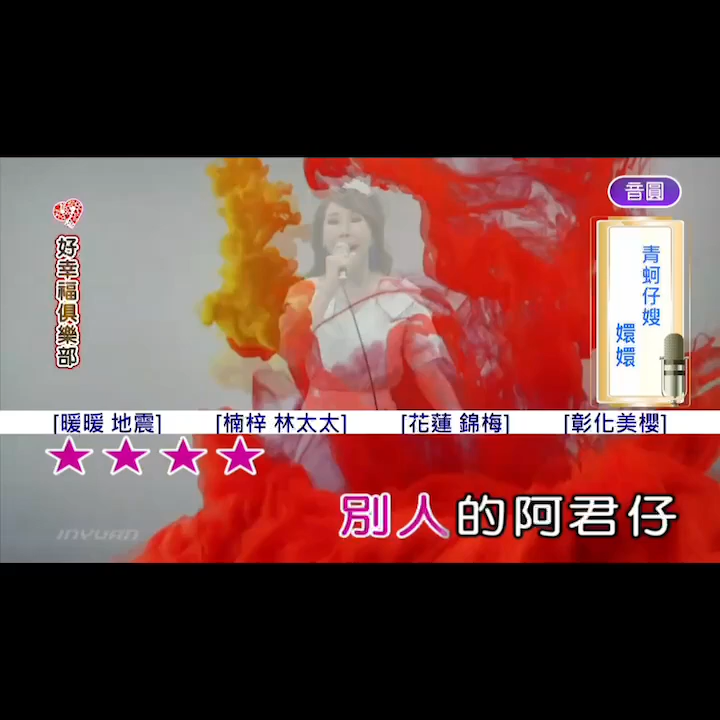 音圓
好幸福俱樂部
青蚵仔嫂
嬛嬛
[暖暖 地震] [楠梓 林太太] [花蓮 錦梅] [彰化美櫻]
別人的阿君仔
INYUAN